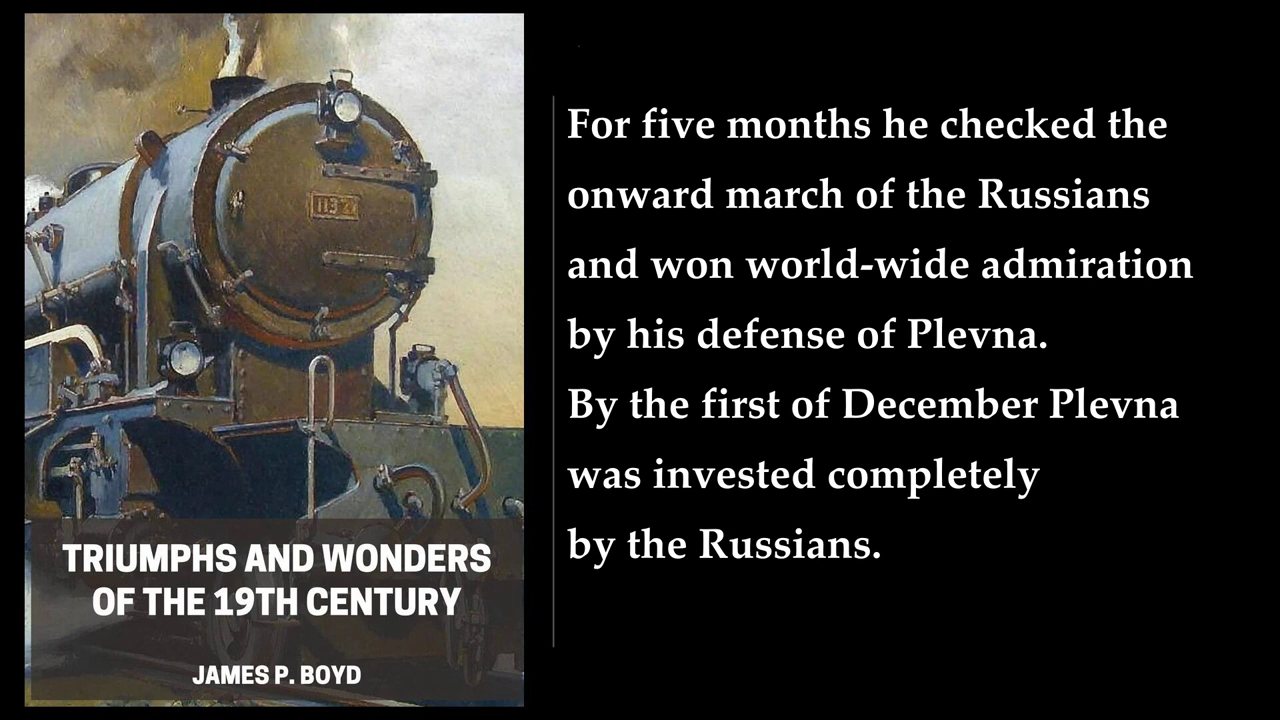 For five months he checked the
onward march of the Russians
and won world-wide admiration
by his defense of Plevna.
By the first of December Plevna
was invested completely
by the Russians.
TRIUMPHS AND WONDERS
OF THE 19TH CENTURY
JAMES P. BOYD